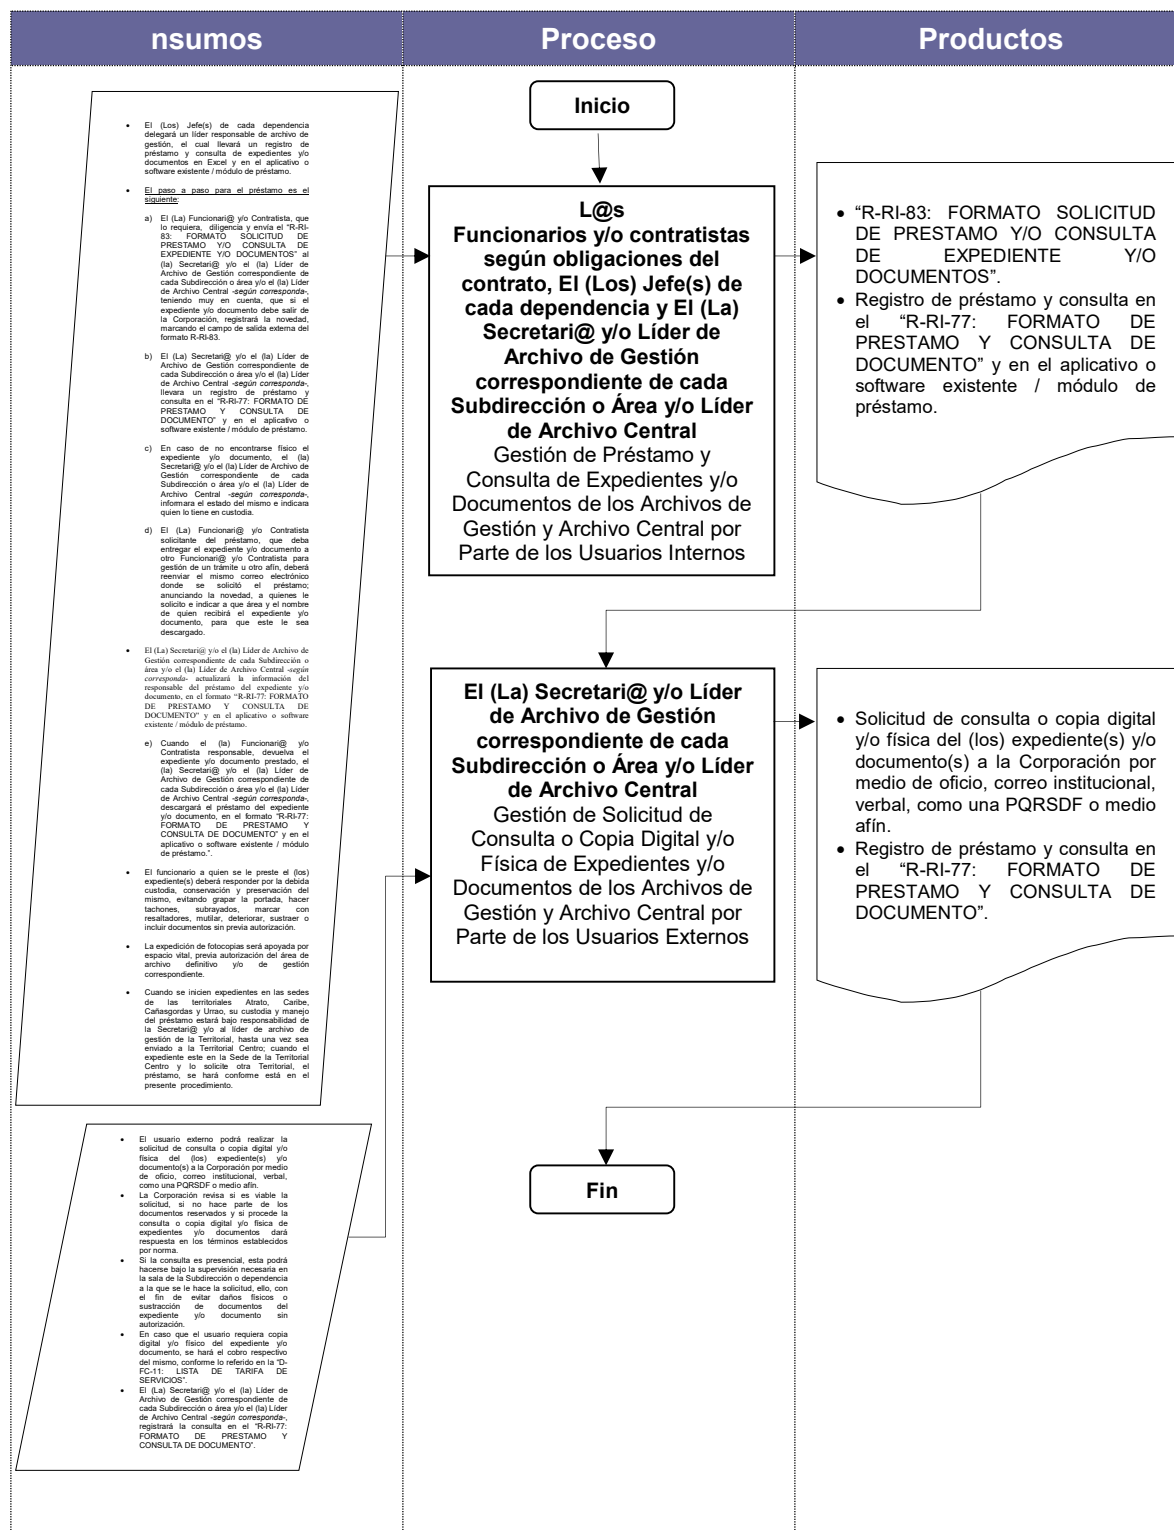 nsumos
Proceso
Productos
• El (Los) Jefe(s) de cada dependencia
delegará un líder responsable de archivo de
gestión, el cual llevará un registro de
préstamo y consulta de expedientes y/o
documentos en Excel y en el aplicativo o
software existente / módulo de préstamo.
• El paso a paso para el préstamo es el
siguiente:
a) El (La) Funcionari@ y/o Contratista, que
lo requiera, diligencia y envía el "R-RI-
83: FORMATO SOLICITUD DE
PRESTAMO Y/O CONSULTA DE
EXPEDIENTE Y/O DOCUMENTOS" al
(la) Secretari@ y/o el (la) Líder de
Archivo de Gestión correspondiente de
cada Subdirección o área y/o el (la) Líder
de Archivo Central -según corresponda-,
teniendo muy en cuenta, que si el
expediente y/o documento debe salir de
la Corporación, registrará la novedad,
marcando el campo de salida externa del
formato R-RI-83.
b) El (La) Secretari@ y/o el (la) Líder de
Archivo de Gestión correspondiente de
cada Subdirección o área y/o el (la) Líder
de Archivo Central -según corresponda-,
llevara un registro de préstamo y
consulta en el "R-RI-77: FORMATO DE
PRESTAMO Y CONSULTA DE
DOCUMENTO" y en el aplicativo o
software existente / módulo de préstamo.
c) En caso de no encontrarse físico el
expediente y/o documento, el (la)
Secretari@ y/o el (la) Líder de Archivo de
Gestión correspondiente de cada
Subdirección o área y/o el (la) Líder de
Archivo Central -según corresponda-,
informara el estado del mismo e indicara
quien lo tiene en custodia.
d) El (La) Funcionari@ y/o Contratista
solicitante del préstamo, que deba
entregar el expediente y/o documento a
otro Funcionari@ y/o Contratista para
gestión de un trámite u otro afín, deberá
reenviar el mismo correo electrónico
donde se solicitó el préstamo;
anunciando la novedad, a quienes le
solicito e indicar a que área y el nombre
de quien recibirá el expediente y/o
documento, para que este le sea
descargado.
• El (La) Secretari@ y/o el (la) Líder de Archivo de
Gestión correspondiente de cada Subdirección o
área y/o el (la) Líder de Archivo Central -según
corresponda- actualizará la información del
responsable del préstamo del expediente y/o
documento, en el formato "R-RI-77: FORMATO
DE PRESTAMO Y CONSULTA DE
DOCUMENTO" y en el aplicativo o software
existente / módulo de préstamo.
e) Cuando el (la) Funcionari@ y/o
Contratista responsable, devuelva el
expediente y/o documento prestado, el
(la) Secretari@ y/o el (la) Líder de
Archivo de Gestión correspondiente de
cada Subdirección o área y/o el (la) Líder
de Archivo Central -según corresponda-,
descargará el préstamo del expediente
y/o documento, en el formato "R-RI-77:
FORMATO DE PRESTAMO Y
CONSULTA DE DOCUMENTO" y en el
aplicativo o software existente / módulo
de préstamo.".
• El funcionario a quien se le preste el (los)
expediente(s) deberá responder por la debida
custodia, conservación y preservación del
mismo, evitando grapar la portada, hacer
tachones, subrayados, marcar con
resaltadores, mutilar, deteriorar, sustraer o
incluir documentos sin previa autorización.
• La expedición de fotocopias será apoyada por
espacio vital, previa autorización del área de
archivo definitivo y/o de gestión
correspondiente.
• Cuando se inicien expedientes en las sedes
de las territoriales Atrato, Caribe,
Cañasgordas y Urrao, su custodia y manejo
del préstamo estará bajo responsabilidad de
la Secretari@ y/o al líder de archivo de
gestión de la Territorial, hasta una vez sea
enviado a la Territorial Centro; cuando el
expediente este en la Sede de la Territorial
Centro y lo solicite otra Territorial, el
préstamo, se hará conforme está en el
presente procedimiento.
• El usuario externo podrá realizar la
solicitud de consulta o copia digital y/o
física del (los) expediente(s) y/o
documento(s) a la Corporación por medio
de oficio, correo institucional, verbal,
como una PQRSDF o medio afín.
• La Corporación revisa si es viable la
solicitud, si no hace parte de los
documentos reservados y si procede la
consulta o copia digital y/o física de
expedientes y/o documentos dará
respuesta en los términos establecidos
por norma.
• Si la consulta es presencial, esta podrá
hacerse bajo la supervisión necesaria en
la sala de la Subdirección o dependencia
a la que se le hace la solicitud, ello, con
el fin de evitar daños físicos o
sustracción de documentos del
expediente y/o documento sin
autorización.
• En caso que el usuario requiera copia
digital y/o físico del expediente y/o
documento, se hará el cobro respectivo
del mismo, conforme lo referido en la "D-
FC-11: LISTA DE TARIFA DE
SERVICIOS".
• El (La) Secretari@ y/o el (la) Líder de
Archivo de Gestión correspondiente de
cada Subdirección o área y/o el (la) Líder
de Archivo Central -según corresponda-,
registrará la consulta en el "R-RI-77:
FORMATO DE PRESTAMO Y
CONSULTA DE DOCUMENTO".
Inicio
L@s
Funcionarios y/o contratistas
según obligaciones del
contrato, El (Los) Jefe(s) de
cada dependencia y El (La)
Secretari@ y/o Líder de
Archivo de Gestión
correspondiente de cada
Subdirección o Área y/o Líder
de Archivo Central
Gestión de Préstamo y
Consulta de Expedientes y/o
Documentos de los Archivos de
Gestión y Archivo Central por
Parte de los Usuarios Internos
El (La) Secretari@ y/o Líder
de Archivo de Gestión
correspondiente de cada
Subdirección o Área y/o Líder
de Archivo Central
Gestión de Solicitud de
Consulta o Copia Digital y/o
Física de Expedientes y/o
Documentos de los Archivos de
Gestión y Archivo Central por
Parte de los Usuarios Externos
Fin
• "R-RI-83: FORMATO SOLICITUD
DE PRESTAMO Y/O CONSULTA
DE EXPEDIENTE Y/O
DOCUMENTOS".
• Registro de préstamo y consulta en
el "R-RI-77: FORMATO DE
PRESTAMO Y CONSULTA DE
DOCUMENTO" y en el aplicativo o
software existente / módulo de
préstamo.
• Solicitud de consulta o copia digital
y/o física del (los) expediente(s) y/o
documento(s) a la Corporación por
medio de oficio, correo institucional,
verbal, como una PQRSDF o medio
afín.
• Registro de préstamo y consulta en
el "R-RI-77: FORMATO DE
PRESTAMO Y CONSULTA DE
DOCUMENTO".